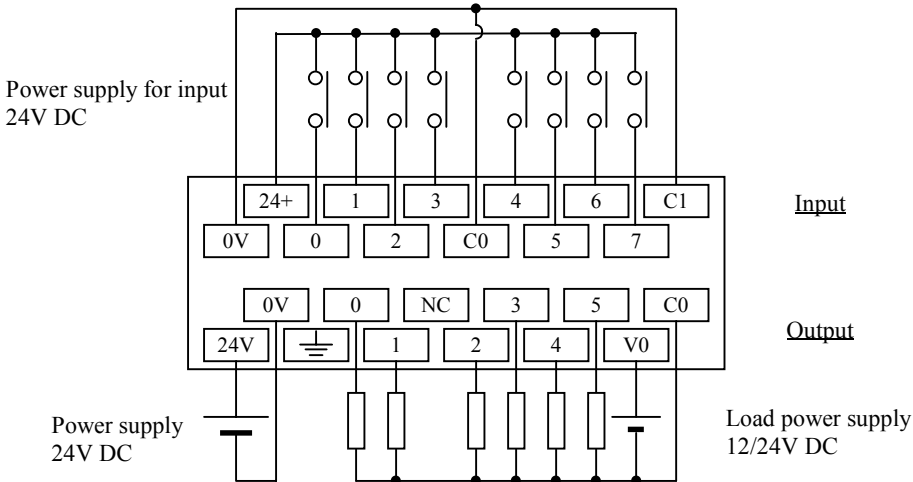 Power supply for input
24V DC
24+ 1 3 4 6 C1
Input
0V 0 2 C0 5 7
0V 0 NC 3 5 C0
Output
24V 1 2 4 V0
Power supply
24V DC
Load power supply
12/24V DC